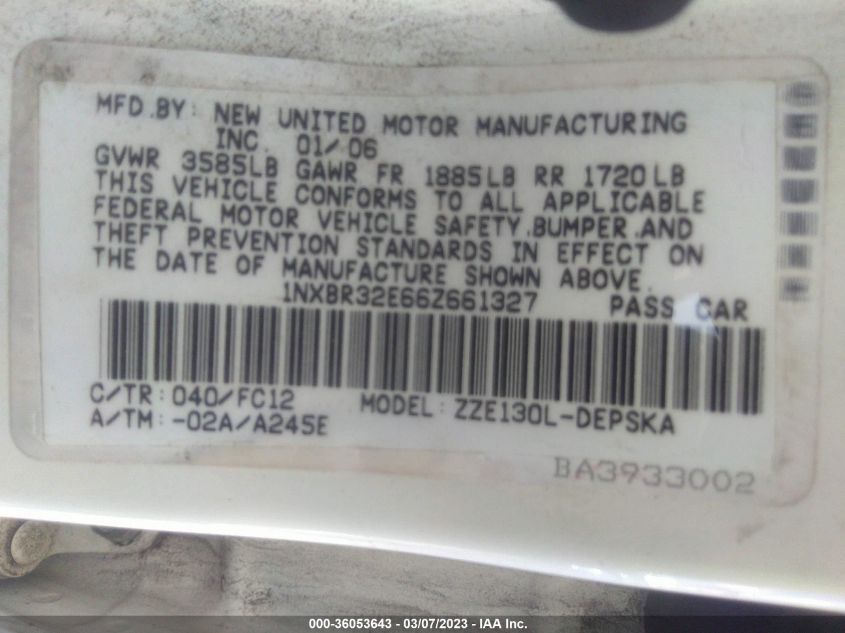 MFD.BY: NEW UNITED MOTOR MANUFACTURING
INC. 01/06
GVWR 3585LB GAWR FR 1885LB RR 1720LB
THIS VEHICLE CONFORMS TO ALL APPLICABLE
FEDERAL MOTOR VEHICLE SAFETY.BUMPER.AND
THEFT PREVENTION STANDARDS IN EFFECT ON
THE DATE OF MANUFACTURE SHOWN ABOVE.
1NXBR32E66Z661327 PASS CAR
C/TR: 040/FC12 MODEL: ZZE130L-DEPSKA
A/TM: -02A/A245E
BA3933002
000-36053643 - 03/07/2023 - IAA Inc.